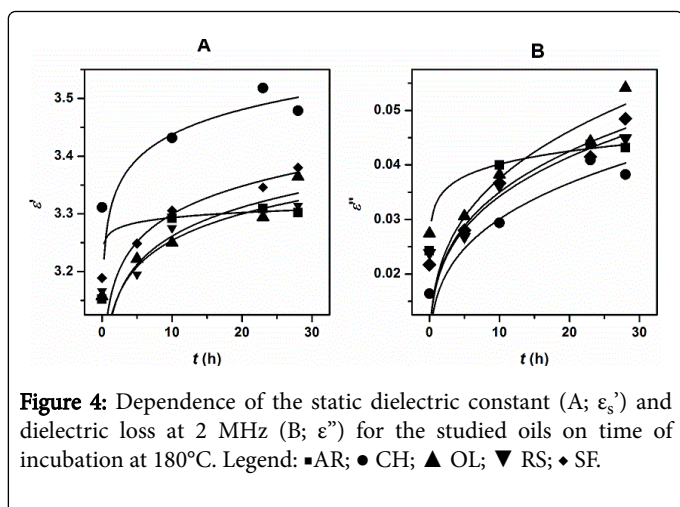 A
B
3.5
3.4
3.3
3.2
ε'
0
10
20
30
t (h)
0.05
0.04
0.03
0.02
ε"
0
10
20
30
t (h)
Figure 4: Dependence of the static dielectric constant (A; εs’) and
dielectric loss at 2 MHz (B; ε”) for the studied oils on time of
incubation at 180°C. Legend: ■AR; ● CH; ▲ OL; ▼ RS; ◆ SF.